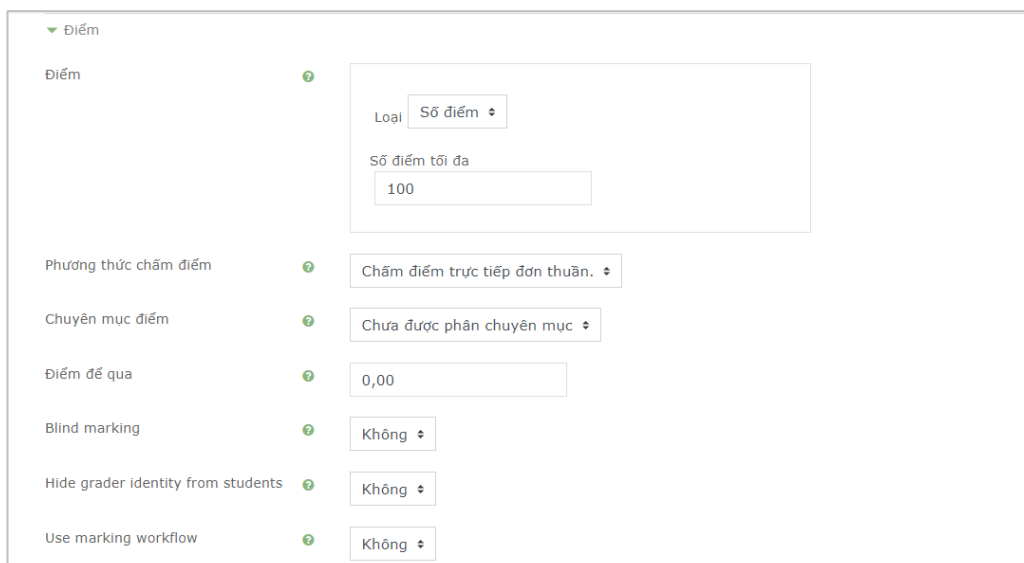 Điểm
Điểm
Loại Số điểm
Số điểm tối đa
100
Phương thức chấm điểm Chấm điểm trực tiếp đơn thuần.
Chuyên mục điểm Chưa được phân chuyên mục
Điểm để qua 0,00
Blind marking Không
Hide grader identity from students Không
Use marking workflow Không